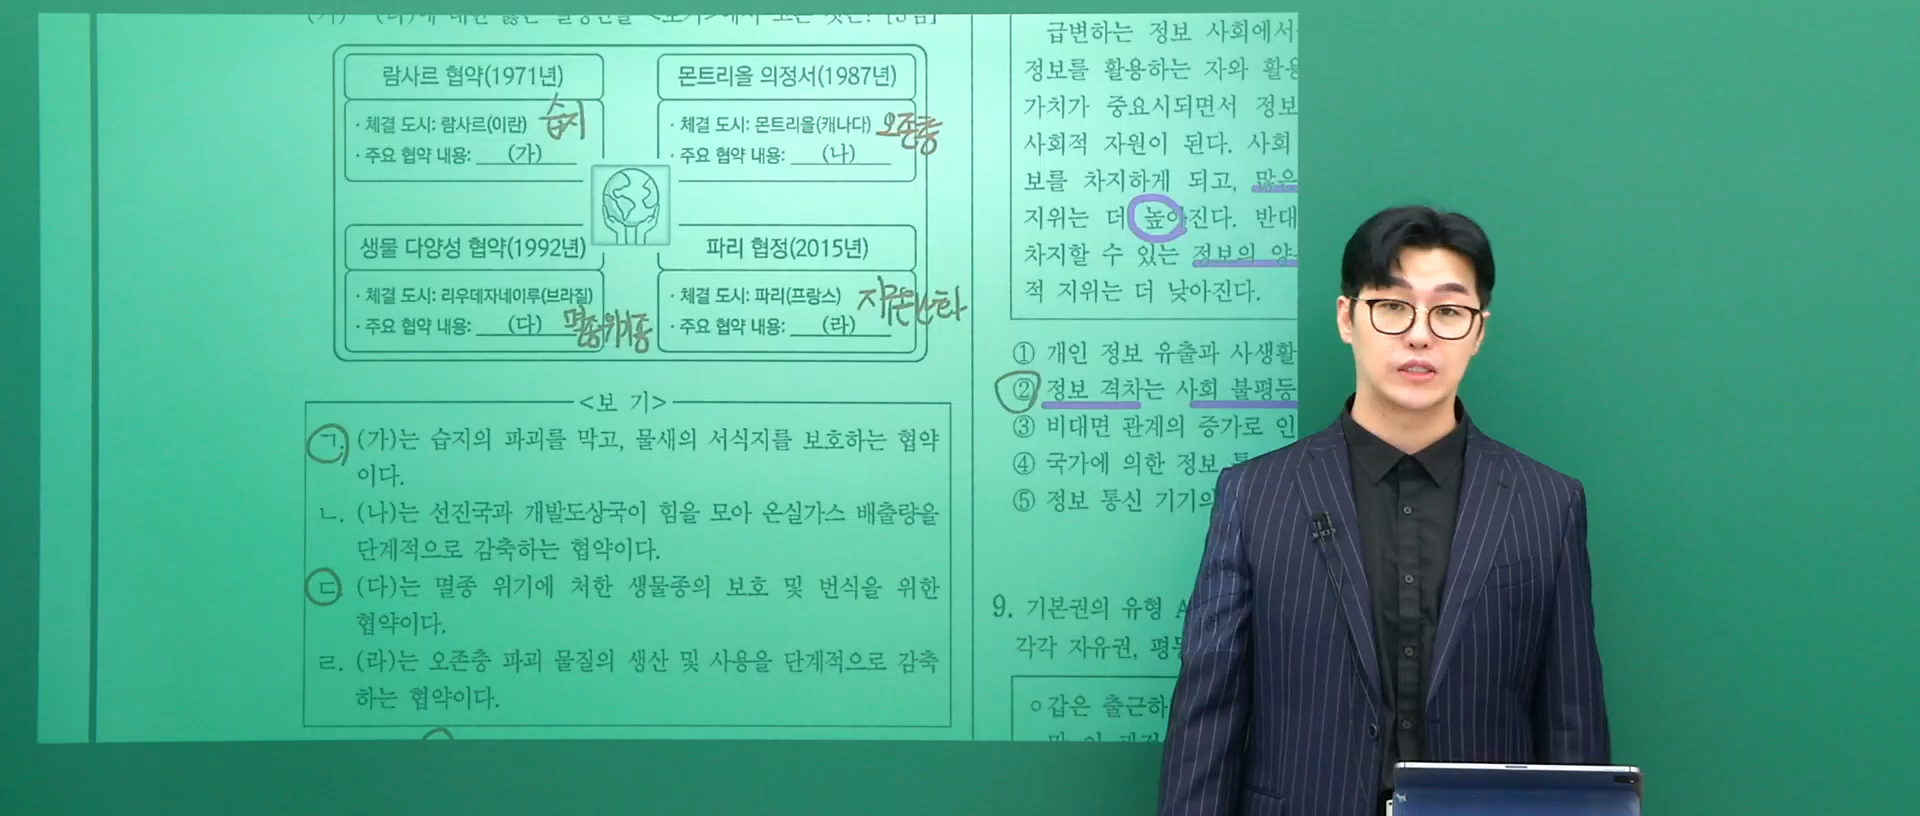 람사르 협약(1971년)
· 체결 도시: 람사르(이란) 습지
· 주요 협약 내용: (가)
몬트리올 의정서(1987년)
· 체결 도시: 몬트리올(캐나다) 오존층
· 주요 협약 내용: (나)
생물 다양성 협약(1992년)
· 체결 도시: 리우데자네이루(브라질)
· 주요 협약 내용: (다) 멸종위기종
파리 협정(2015년)
· 체결 도시: 파리(프랑스) 지구온난화
· 주요 협약 내용: (라)
<보 기>
ㄱ. (가)는 습지의 파괴를 막고, 물새의 서식지를 보호하는 협약
이다.
ㄴ. (나)는 선진국과 개발도상국이 힘을 모아 온실가스 배출량을
단계적으로 감축하는 협약이다.
ㄷ. (다)는 멸종 위기에 처한 생물종의 보호 및 번식을 위한
협약이다.
ㄹ. (라)는 오존층 파괴 물질의 생산 및 사용을 단계적으로 감축
하는 협약이다.
급변하는 정보 사회에서
정보를 활용하는 자와
가치가 중요시되면서 정보
사회적 자원이 된다. 사회
보를 차지하게 되고, 많은
지위는 더 높아진다. 반대
차지할 수 있는 정보의 양
적 지위는 더 낮아진다.
① 개인 정보 유출과 사생활
② 정보 격차는 사회 불평등
③ 비대면 관계의 증가로 인
④ 국가에 의한 정보
⑤ 정보 통신 기기의
9. 기본권의 유형 A
각각 자유권,
○ 갑은 출근하